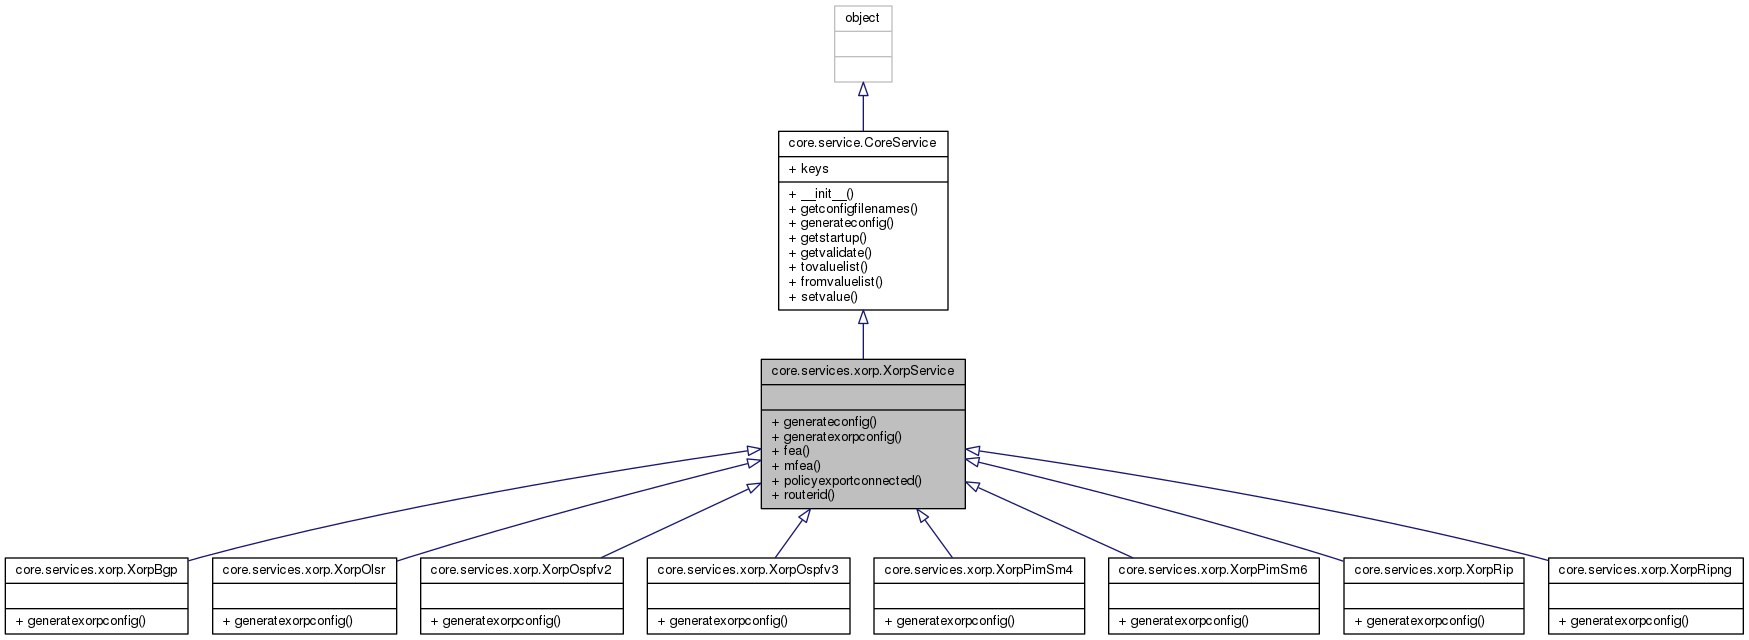 object
core.service.CoreService
+ keys
+ __init__()
+ getconfigfilenames()
+ generateconfig()
+ getstartup()
+ getvalidate()
+ tovaluelist()
+ fromvaluelist()
+ setvalue()
core.services.xorp.XorpService
+ generateconfig()
+ generatexorpconfig()
+ fea()
+ mfea()
+ policyexportconnected()
+ routerid()
core.services.xorp.XorpBgp
+ generatexorpconfig()
core.services.xorp.XorpOlsr
+ generatexorpconfig()
core.services.xorp.XorpOspfv2
+ generatexorpconfig()
core.services.xorp.XorpOspfv3
+ generatexorpconfig()
core.services.xorp.XorpPimSm4
+ generatexorpconfig()
core.services.xorp.XorpPimSm6
+ generatexorpconfig()
core.services.xorp.XorpRip
+ generatexorpconfig()
core.services.xorp.XorpRipng
+ generatexorpconfig()